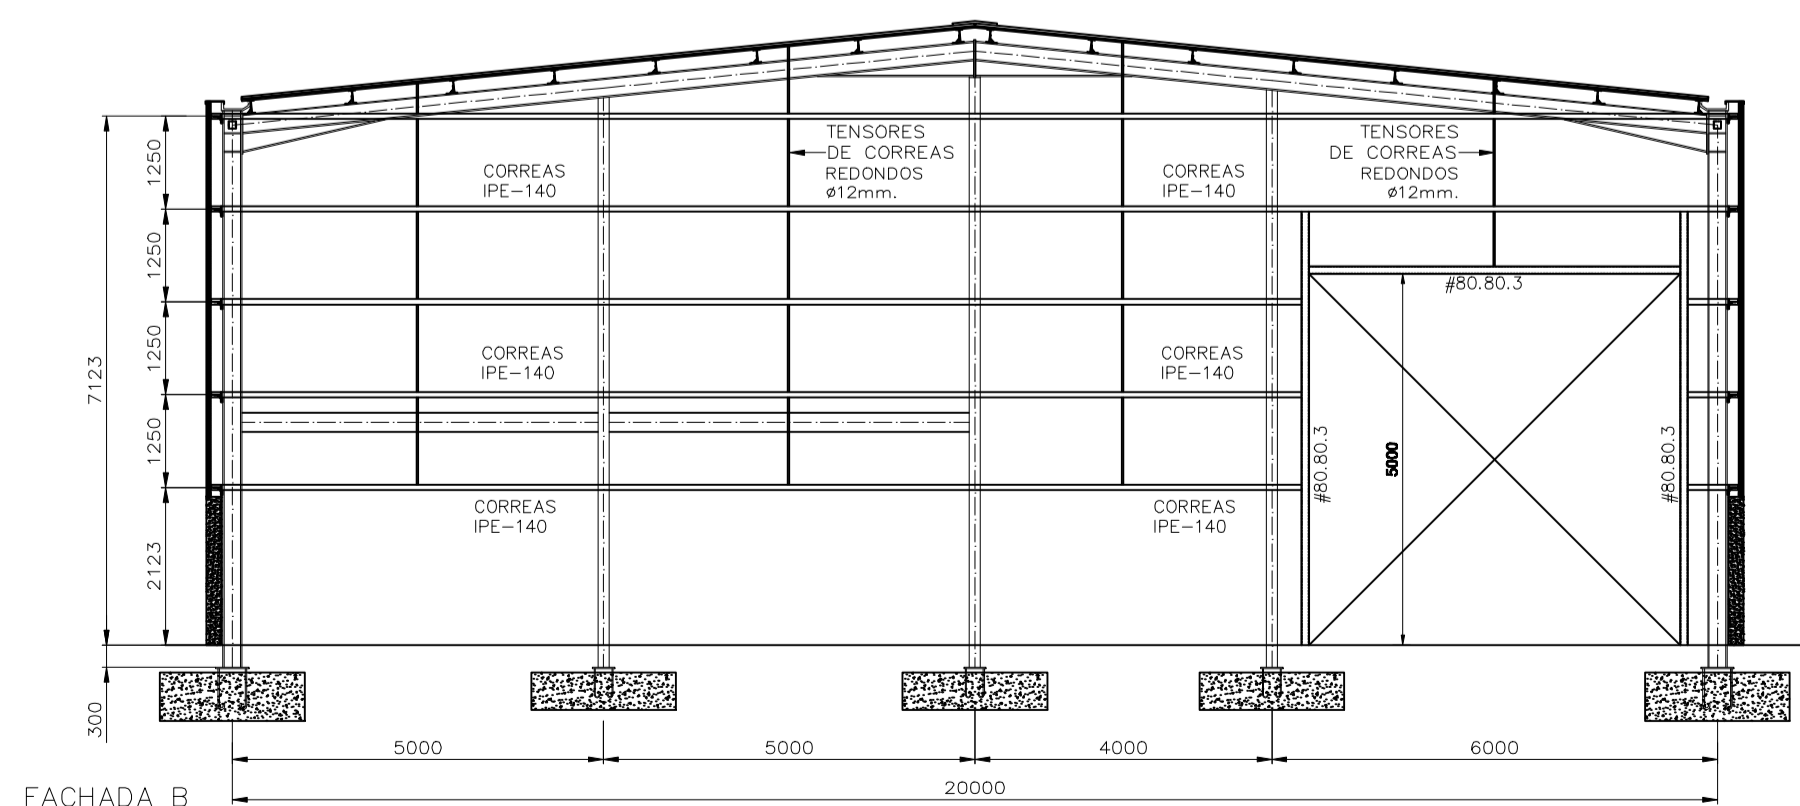 TENSORES
DE CORREAS
REDONDOS
ø12mm.
TENSORES
DE CORREAS
REDONDOS
ø12mm.
CORREAS
IPE-140
CORREAS
IPE-140
1250
1250
1250
1250
2123
7123
300
#80.80.3
CORREAS
IPE-140
CORREAS
IPE-140
#80.80.3
5000
#80.80.3
CORREAS
IPE-140
CORREAS
IPE-140
5000
5000
4000
6000
20000
FACHADA B